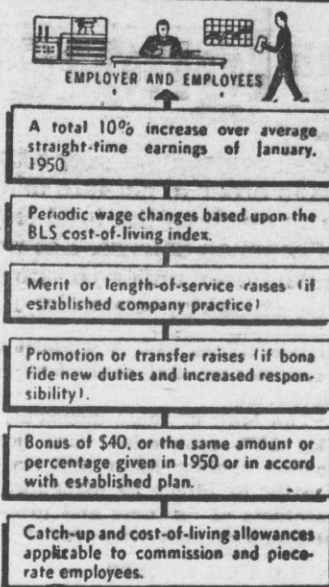 EMPLOYER AND EMPLOYEES
A total 10% increase over average
straight-time earnings of January,
1950.
Periodic wage changes based upon the
BLS cost-of-living index.
Merit or length-of-service raises (if
established company practice)
Promotion or transfer raises (if bona
fide new duties and increased respon-
sibility).
Bonus of $40, or the same amount or
percentage given in 1950 or in accord
with established plan.
Catch-up and cost-of-living allowances
applicable to commission and piece-
rate employees.